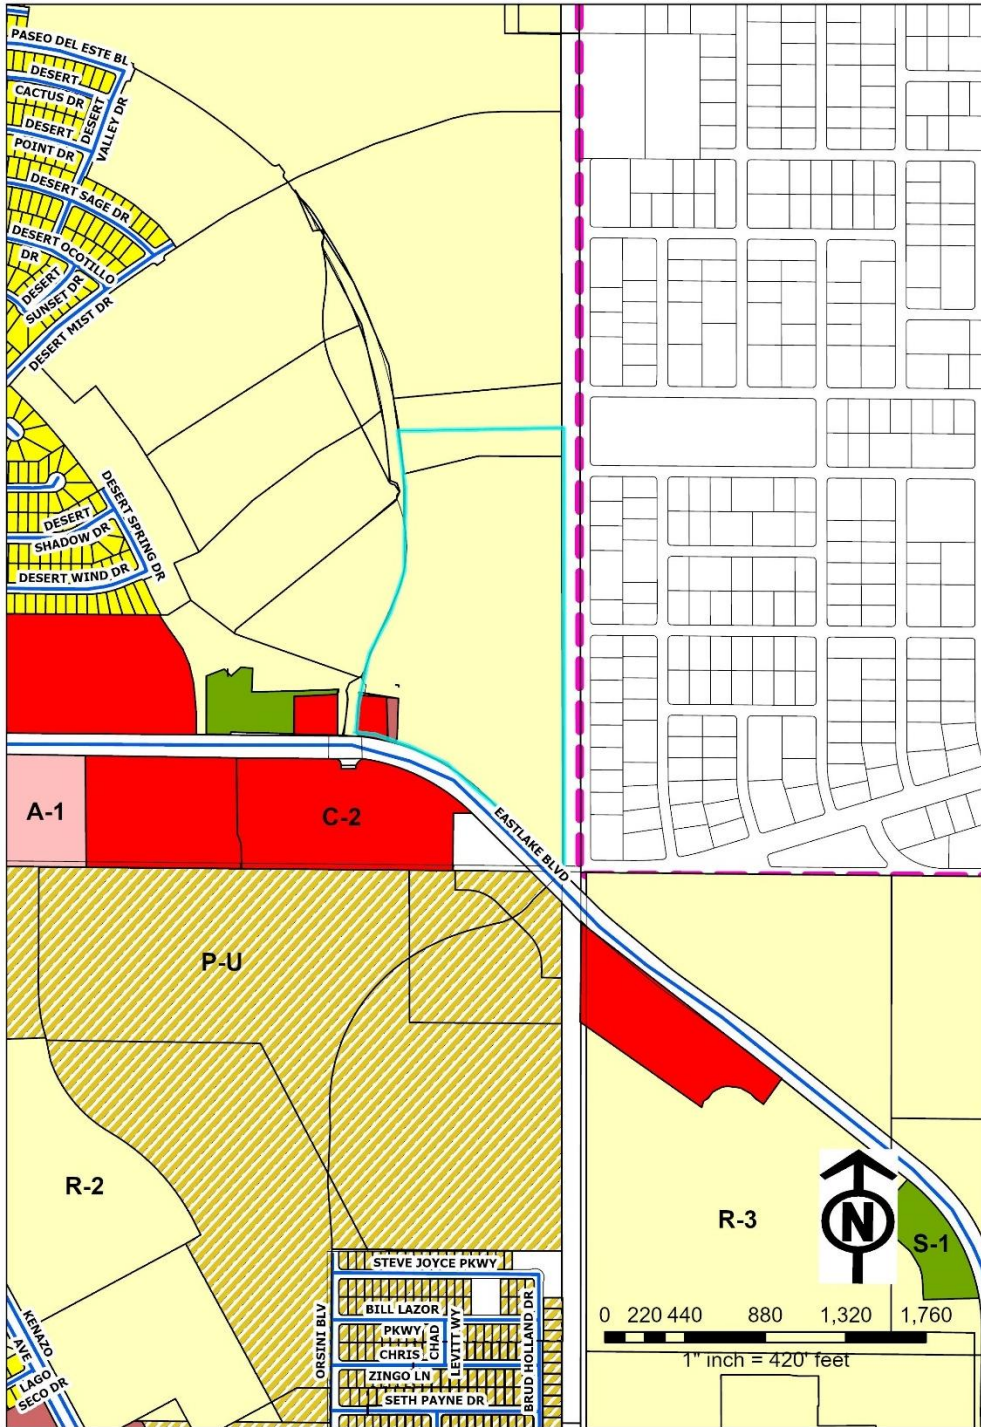 PASEO DEL ESTE BL
DESERT
CACTUS DR
DESERT
VALLEY DR
DESERT
POINT DR
DESERT SAGE DR
DESERT OCOTILLO
DR
DESERT
SUNSET DR
DESERT MIST DR
DESERT SPRING DR
DESERT
SHADOW DR
DESERT WIND DR
A-1
C-2
EASTLAKE BLVD
P-U
R-2
R-3
N
S-1
STEVE JOYCE PKWY
ORSINI BLV
BILL LAZOR
PKWY
CHAD
LEVITT WY
BRUD HOLLAND DR
CHRIS
ZINGO LN
SETH PAYNE DR
KENAZO
AVE
LAGO
SECO DR
0 220 440 880 1,320 1,760
1" inch = 420' feet